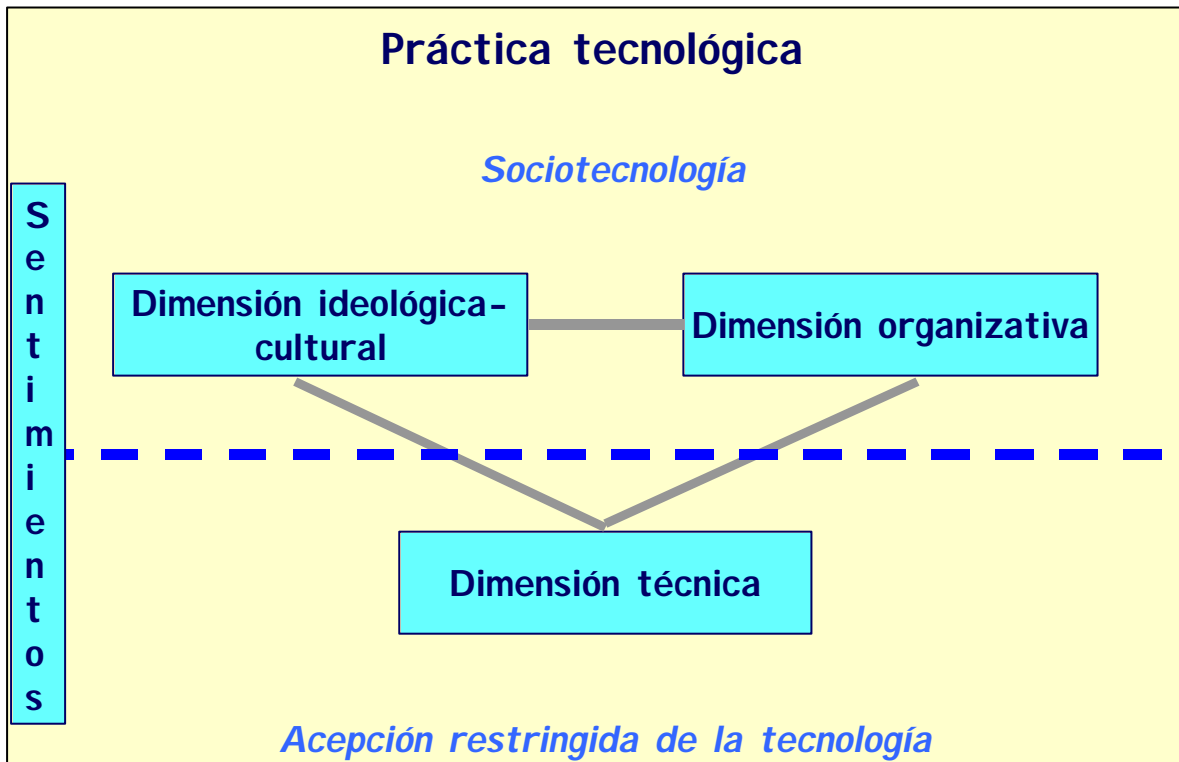 Práctica tecnológica
Sociotecnología
Sentimientos
Dimensión ideológica-
cultural
Dimensión organizativa
Dimensión técnica
Acepción restringida de la tecnología